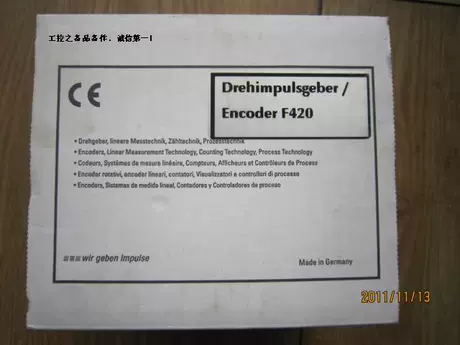 工控之备品备件，诚信第一！
CE
Drehimpulsgeber /
Encoder F420
• Drehgeber, lineare Messtechnik, Zähltechnik, Prozesstechnik
• Encoders, Linear Measurement Technology, Counting Technology, Process Technology
• Codeurs, Systèmes de mesure linéaire, Compteurs, Afficheurs et Contrôleurs de Process
• Encoder rotativi, encoder lineari, contatori, Visualizzatori e controlli di processo
• Encoders, Sistemas de medida lineal, Contadores y Controladores de proceso
wir geben Impulse
Made in Germany
2011/11/13